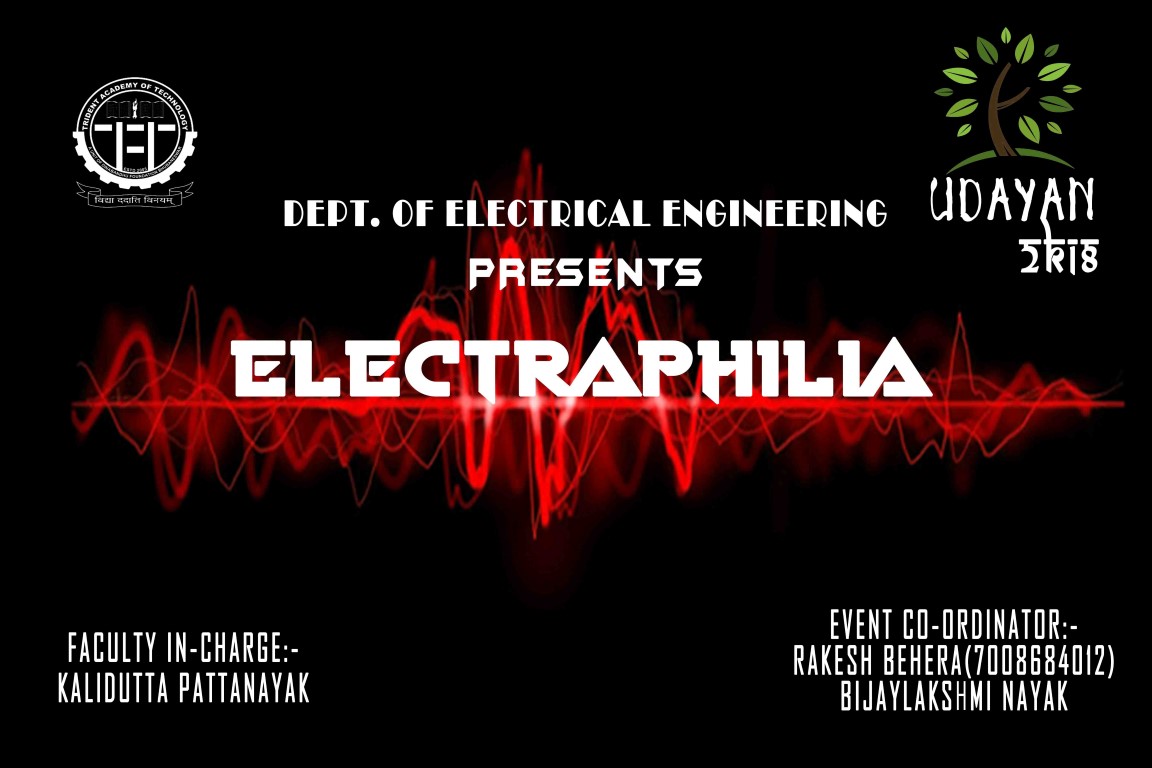 TRIDENT ACADEMY OF TECHNOLOGY
TET
विद्या ददाति विनयम्
UDAYAN
2K18
DEPT. OF ELECTRICAL ENGINEERING
PRESENTS
ELECTRAPHILIA
FACULTY IN-CHARGE:-
KALIDUTTA PATTANAYAK
EVENT CO-ORDINATOR:-
RAKESH BEHERA(7008684012)
BIJAYLAKSHMI NAYAK